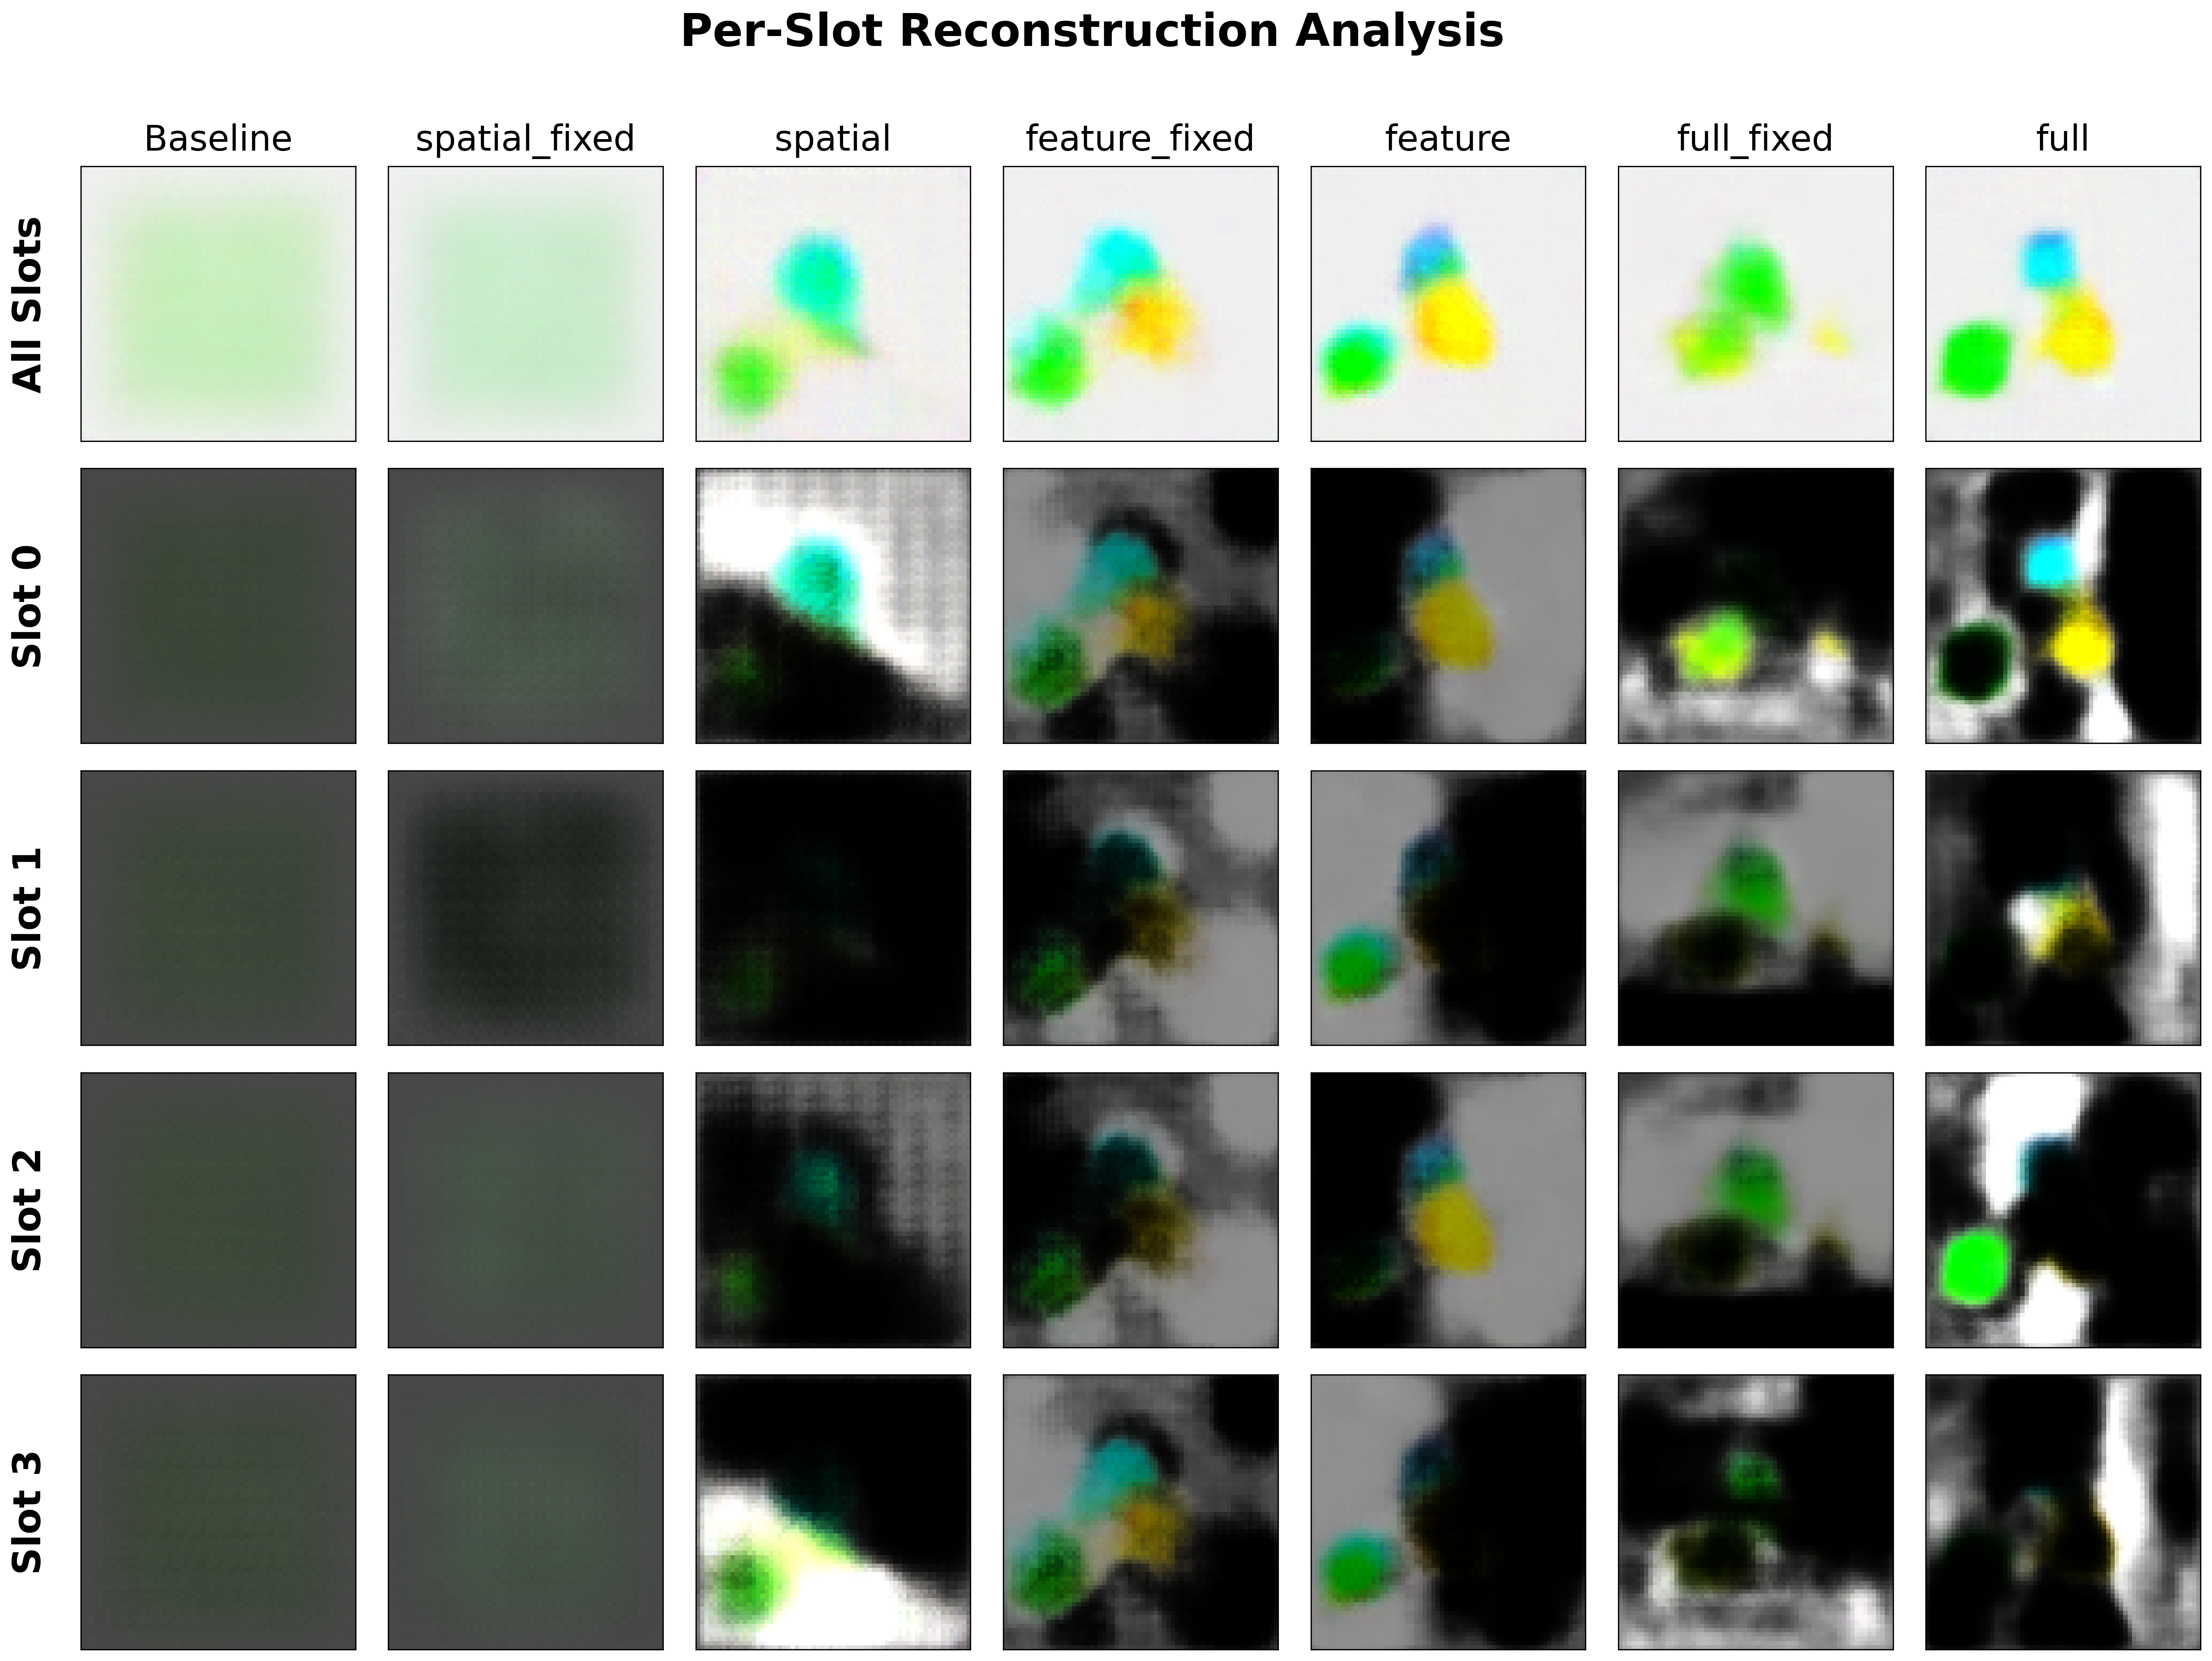 Per-Slot Reconstruction Analysis
Baseline spatial_fixed spatial feature_fixed feature full_fixed full
All Slots
Slot 0
Slot 1
Slot 2
Slot 3